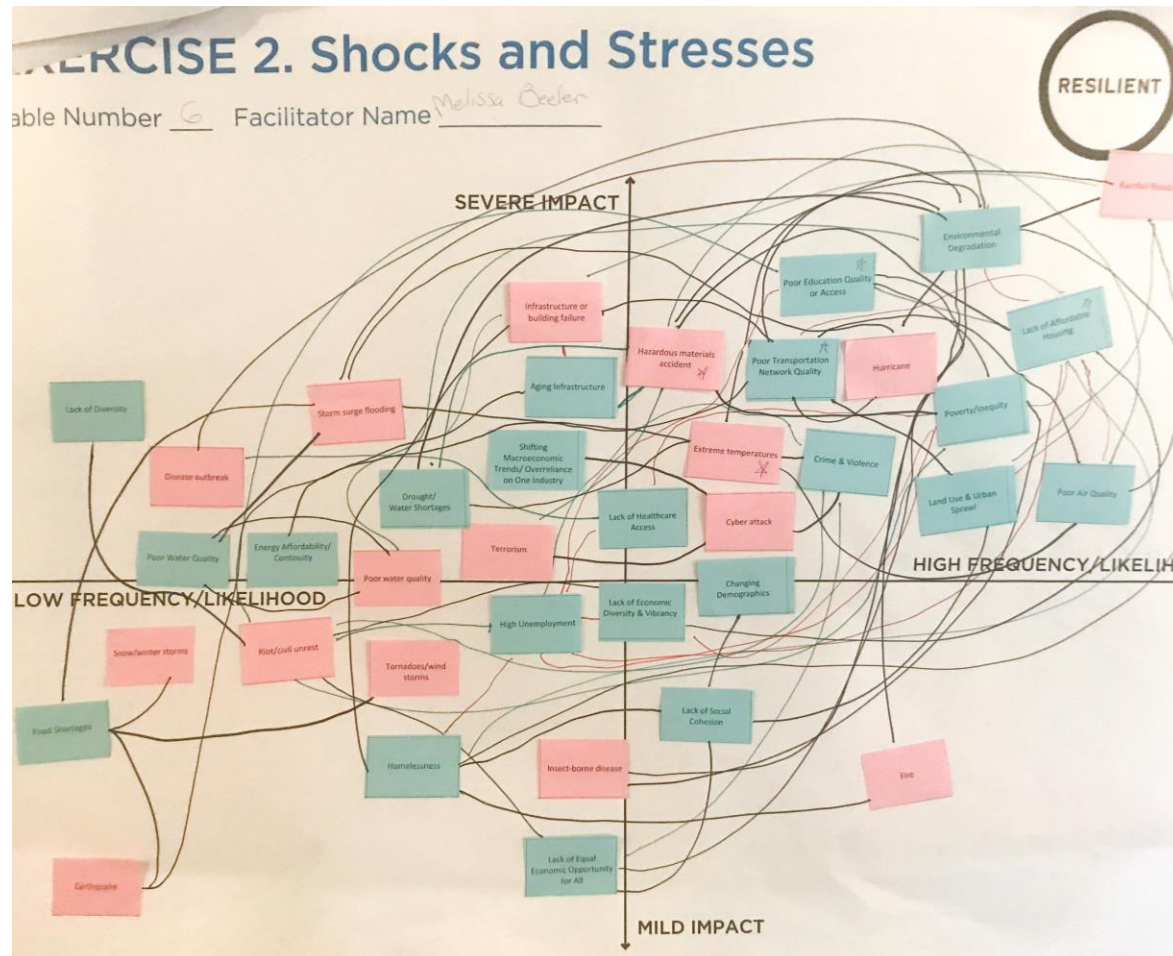 EXERCISE 2. Shocks and Stresses
able Number 6 Facilitator Name Melissa
RESILIENT
SEVERE IMPACT
Rainfall
Environmental
Degradation
Poor Education Quality
or Access
Infrastructure or
building failure
Lack of Affordable
Housing
Hazardous materials
accident
Poor Transportation
Network Quality
Hurricane
Aging Infrastructure
Lack of Diversity
Storm surge flooding
Poverty/Inequity
Shifting
Macroeconomic
Trends/ Overreliance
on One Industry
Extreme temperatures
Crime & Violence
Disease outbreak
Drought/
Water Shortages
Land Use & Urban
Sprawl
Poor Air Quality
Lack of Healthcare
Access
Cyber attack
Poor Water Quality
Energy Affordability/
Continuity
Terrorism
Poor water quality
HIGH FREQUENCY/LIKELIH
LOW FREQUENCY/LIKELIHOOD
Changing
Demographics
High Unemployment
Lack of Economic
Diversity & Vibrancy
Snow/winter storms
Riot/civil unrest
Tornadoes/wind
storms
Food Shortages
Lack of Social
Cohesion
Homelessness
Insect-borne disease
Fire
Earthquake
Lack of Equal
Economic Opportunity
for All
MILD IMPACT